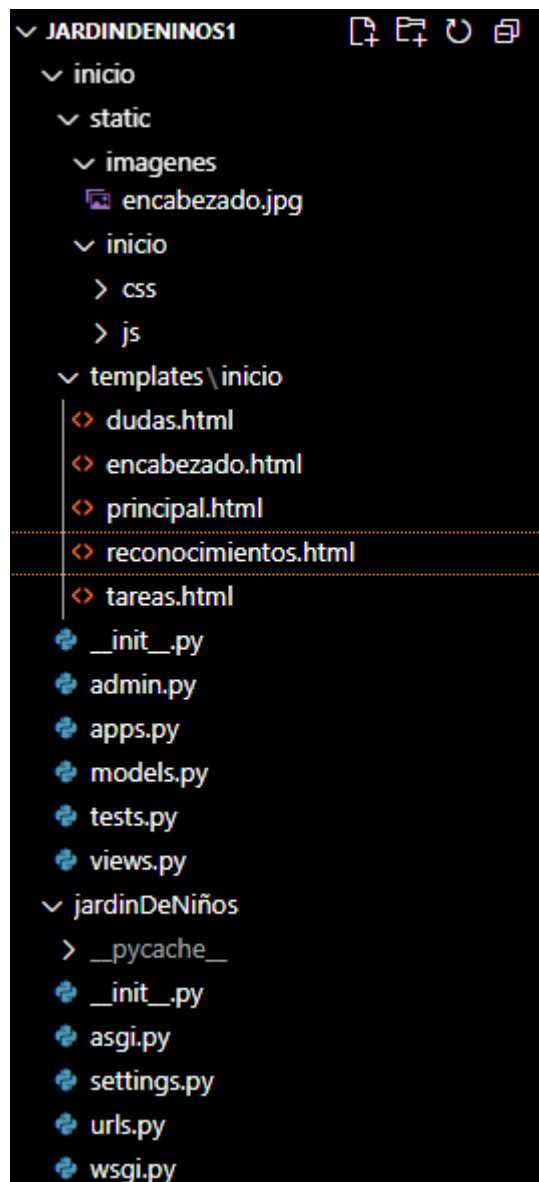 JARDINDENINOS1
inicio
static
imagenes
encabezado.jpg
inicio
css
js
templates\inicio
dudas.html
encabezado.html
principal.html
reconocimientos.html
tareas.html
__init__.py
admin.py
apps.py
models.py
tests.py
views.py
jardinDeNiños
__pycache__
__init__.py
asgi.py
settings.py
urls.py
wsgi.py